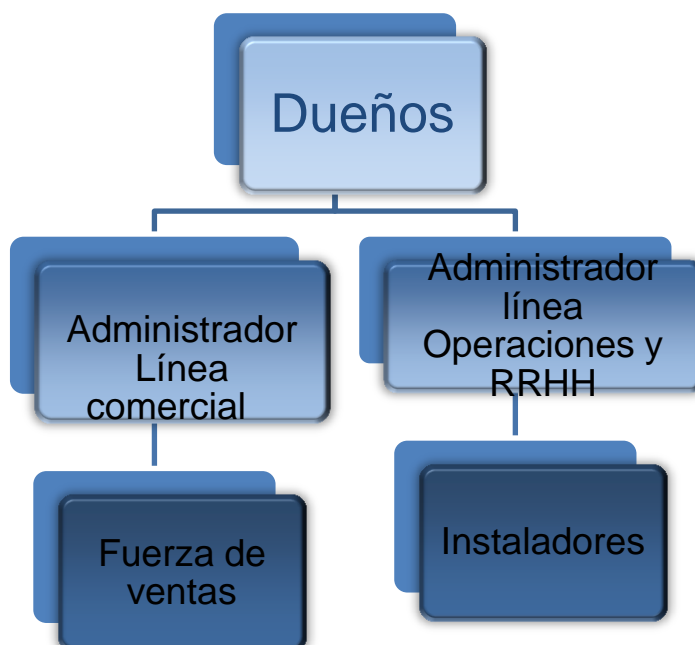 Dueños
Administrador
Línea
comercial
Administrador
línea
Operaciones y
RRHH
Fuerza de
ventas
Instaladores